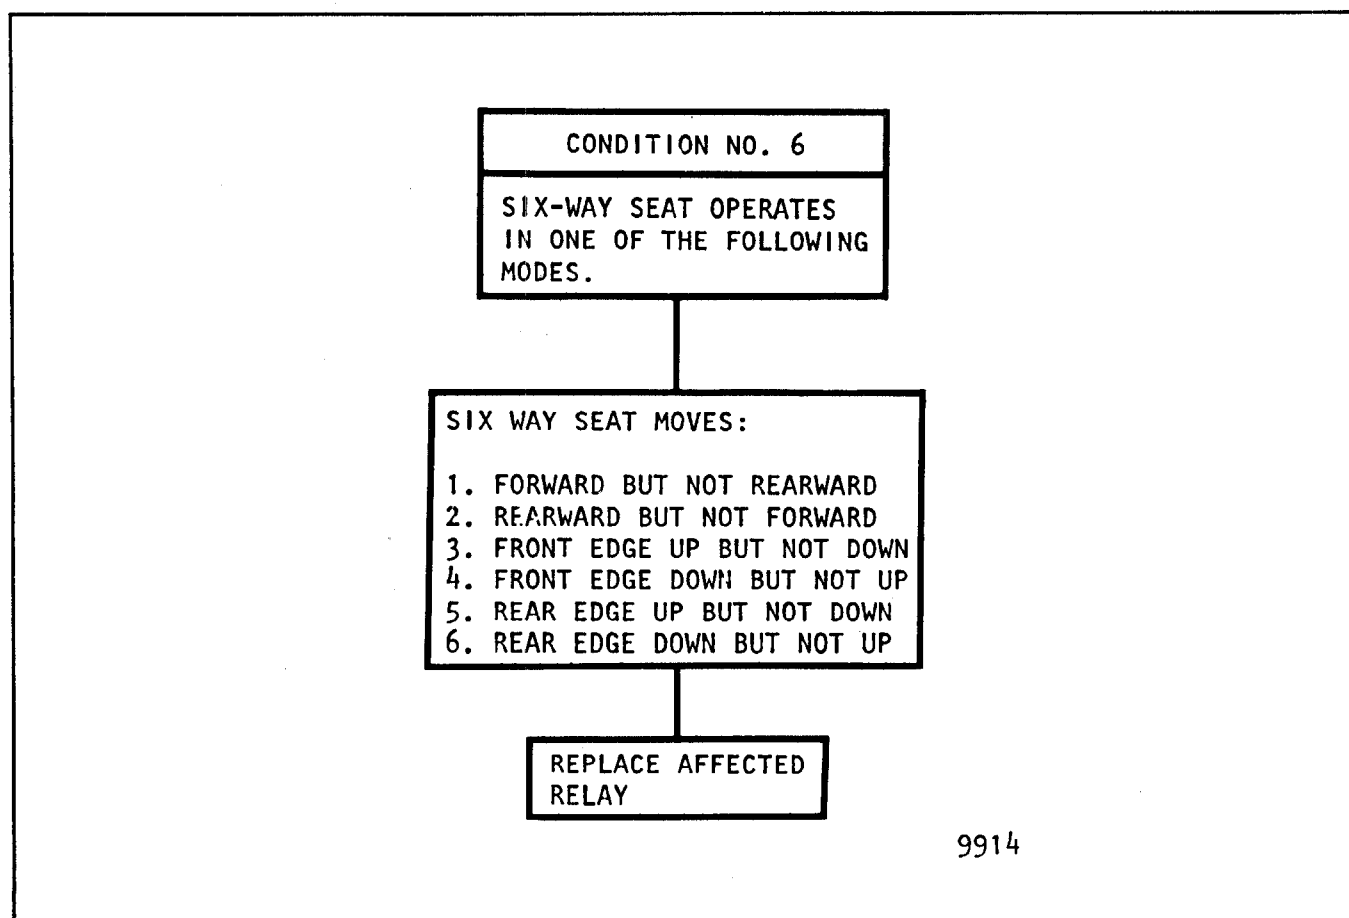 CONDITION NO. 6
SIX-WAY SEAT OPERATES
IN ONE OF THE FOLLOWING
MODES.
SIX WAY SEAT MOVES:
1. FORWARD BUT NOT REARWARD
2. REARWARD BUT NOT FORWARD
3. FRONT EDGE UP BUT NOT DOWN
4. FRONT EDGE DOWN BUT NOT UP
5. REAR EDGE UP BUT NOT DOWN
6. REAR EDGE DOWN BUT NOT UP
REPLACE AFFECTED
RELAY
9914